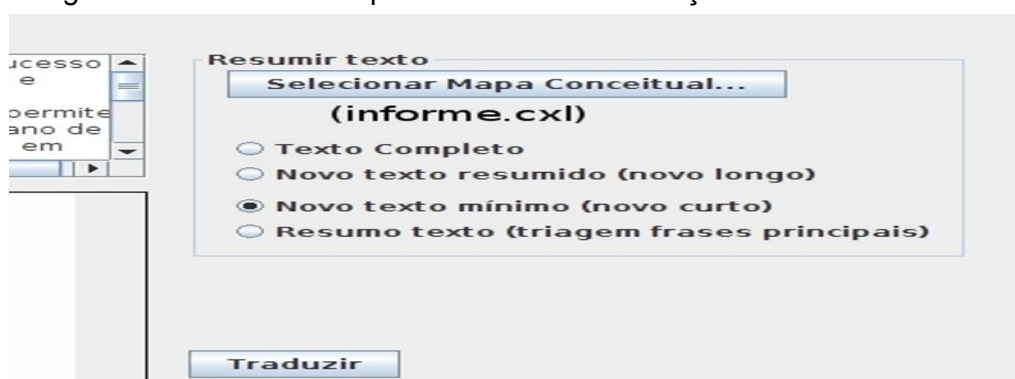 ucesso
e
permite
ano de
em
Resumir texto
Selecionar Mapa Conceitual...
(informe.cxl)
Texto Completo
Novo texto resumido (novo longo)
Novo texto mínimo (novo curto)
Resumo texto (triagem frases principais)
Traduzir